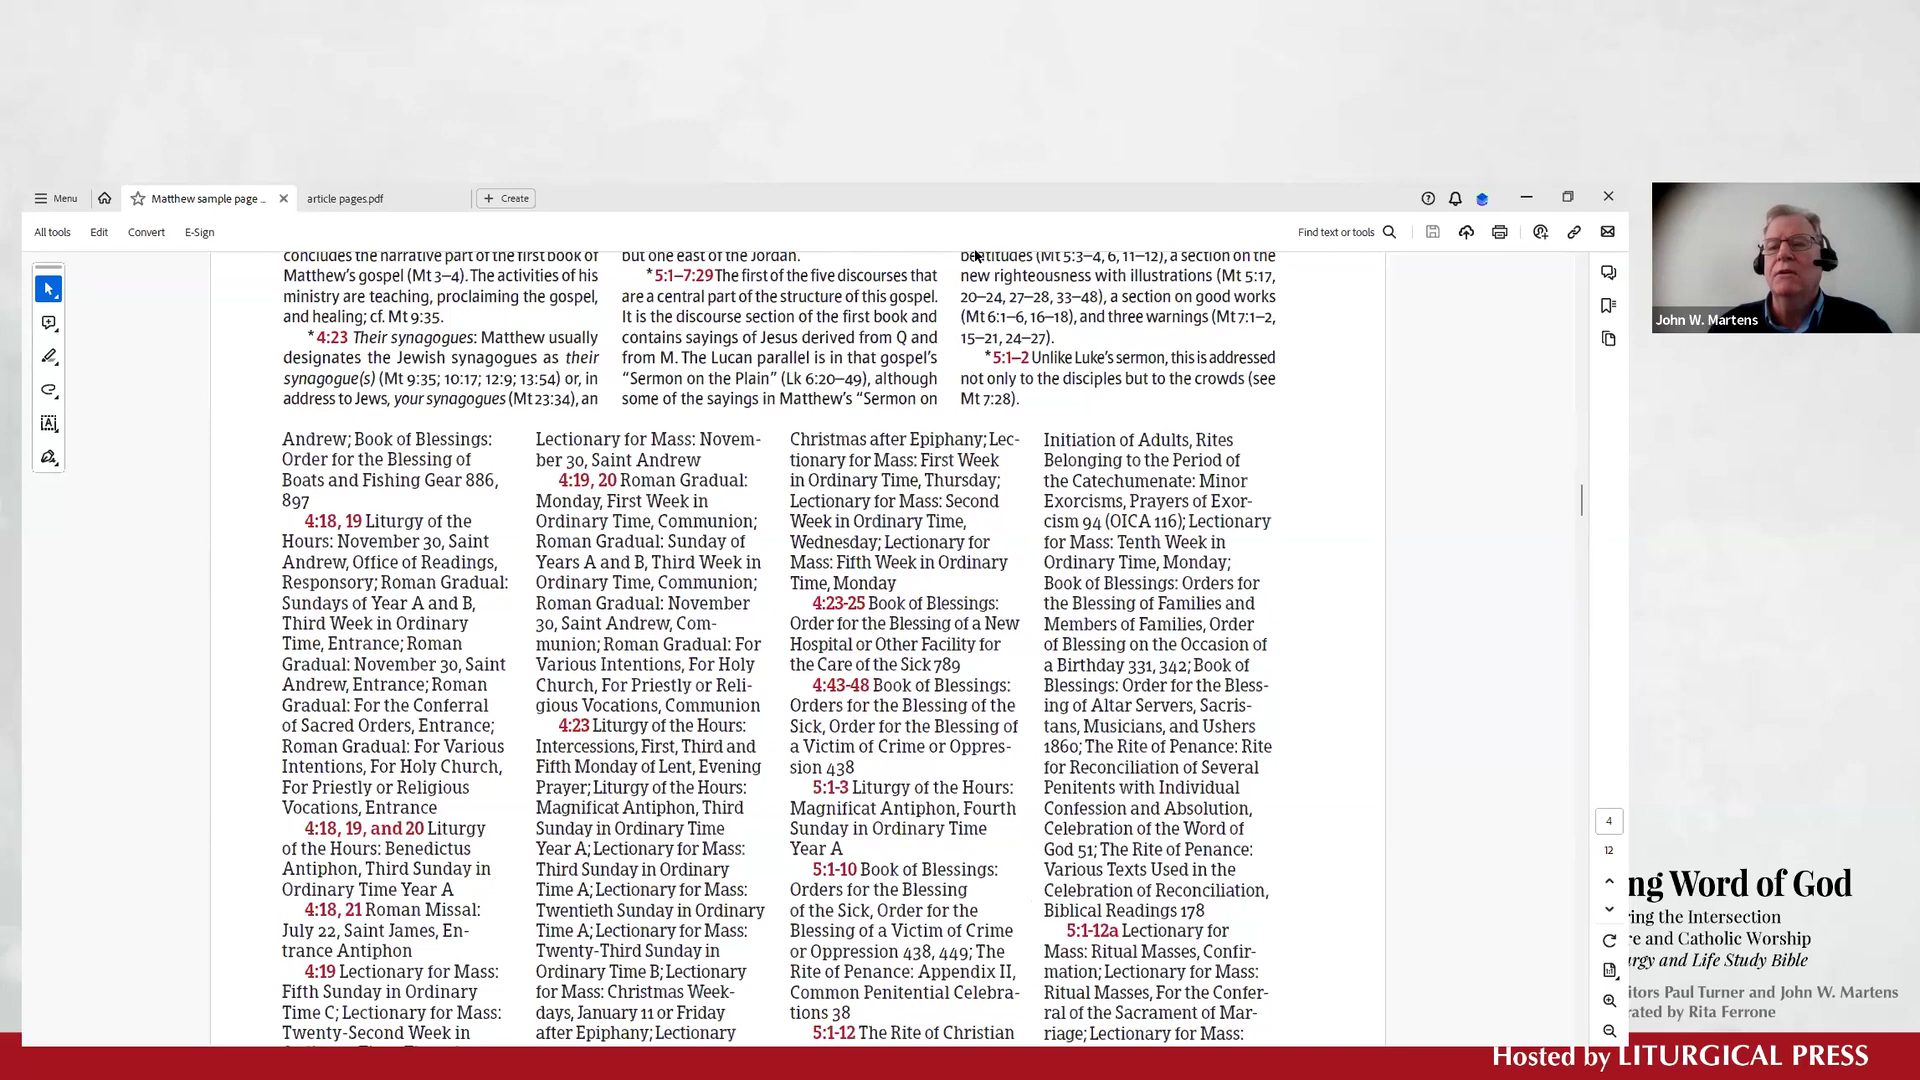 Menu
Matthew sample page ...
article pages.pdf
Create
All tools
Edit
Convert
E-Sign
Find text or tools
concludes the narrative part of the first book of
Matthew's gospel (Mt 3–4). The activities of his
ministry are teaching, proclaiming the gospel,
and healing; cf. Mt 9:35.
*4:23 Their synagogues: Matthew usually
designates the Jewish synagogues as their
synagogue(s) (Mt 9:35; 10:17; 12:9; 13:54) or, in
address to Jews, your synagogues (Mt 23:34), an
but one east of the Jordan.
*5:1–7:29 The first of the five discourses that
are a central part of the structure of this gospel.
It is the discourse section of the first book and
contains sayings of Jesus derived from Q and
from M. The Lucan parallel is in that gospel's
"Sermon on the Plain" (Lk 6:20–49), although
some of the sayings in Matthew's "Sermon on
beatitudes (Mt 5:3–4, 6, 11–12), a section on the
new righteousness with illustrations (Mt 5:17,
20–24, 27–28, 33–48), a section on good works
(Mt 6:1–6, 16–18), and three warnings (Mt 7:1–2,
15–21, 24–27).
*5:1–2 Unlike Luke's sermon, this is addressed
not only to the disciples but to the crowds (see
Mt 7:28).
Andrew; Book of Blessings:
Order for the Blessing of
Boats and Fishing Gear 886,
897
4:18, 19 Liturgy of the
Hours: November 30, Saint
Andrew, Office of Readings,
Responsory; Roman Gradual:
Sundays of Year A and B,
Third Week in Ordinary
Time, Entrance; Roman
Gradual: November 30, Saint
Andrew, Entrance; Roman
Gradual: For the Conferral
of Sacred Orders, Entrance;
Roman Gradual: For Various
Intentions, For Holy Church,
For Priestly or Religious
Vocations, Entrance
4:18, 19, and 20 Liturgy
of the Hours: Benedictus
Antiphon, Third Sunday in
Ordinary Time Year A
4:18, 21 Roman Missal:
July 22, Saint James, En-
trance Antiphon
4:19 Lectionary for Mass:
Fifth Sunday in Ordinary
Time C; Lectionary for Mass:
Twenty-Second Week in
Lectionary for Mass: Novem-
ber 30, Saint Andrew
4:19, 20 Roman Gradual:
Monday, First Week in
Ordinary Time, Communion;
Roman Gradual: Sunday of
Years A and B, Third Week in
Ordinary Time, Communion;
Roman Gradual: November
30, Saint Andrew, Com-
munion; Roman Gradual: For
Various Intentions, For Holy
Church, For Priestly or Reli-
gious Vocations, Communion
4:23 Liturgy of the Hours:
Intercessions, First, Third and
Fifth Monday of Lent, Evening
Prayer; Liturgy of the Hours:
Magnificat Antiphon, Third
Sunday in Ordinary Time
Year A; Lectionary for Mass:
Third Sunday in Ordinary
Time A; Lectionary for Mass:
Twentieth Sunday in Ordinary
Time A; Lectionary for Mass:
Twenty-Third Sunday in
Ordinary Time B; Lectionary
for Mass: Christmas Week-
days, January 11 or Friday
after Epiphany; Lectionary
Christmas after Epiphany; Lec-
tionary for Mass: First Week
in Ordinary Time, Thursday;
Lectionary for Mass: Second
Week in Ordinary Time,
Wednesday; Lectionary for
Mass: Fifth Week in Ordinary
Time, Monday
4:23-25 Book of Blessings:
Order for the Blessing of a New
Hospital or Other Facility for
the Care of the Sick 789
4:43-48 Book of Blessings:
Orders for the Blessing of the
Sick, Order for the Blessing of
a Victim of Crime or Oppres-
sion 438
5:1-3 Liturgy of the Hours:
Magnificat Antiphon, Fourth
Sunday in Ordinary Time
Year A
5:1-10 Book of Blessings:
Orders for the Blessing
of the Sick, Order for the
Blessing of a Victim of Crime
or Oppression 438, 449; The
Rite of Penance: Appendix II,
Common Penitential Celebra-
tions 38
5:1-12 The Rite of Christian
Initiation of Adults, Rites
Belonging to the Period of
the Catechumenate: Minor
Exorcisms, Prayers of Exor-
cism 94 (OICA 116); Lectionary
for Mass: Tenth Week in
Ordinary Time, Monday;
Book of Blessings: Orders for
the Blessing of Families and
Members of Families, Order
of Blessing on the Occasion of
a Birthday 331, 342; Book of
Blessings: Order for the Bless-
ing of Altar Servers, Sacris-
tans, Musicians, and Ushers
1860; The Rite of Penance: Rite
for Reconciliation of Several
Penitents with Individual
Confession and Absolution,
Celebration of the Word of
God 51; The Rite of Penance:
Various Texts Used in the
Celebration of Reconciliation,
Biblical Readings 178
5:1-12a Lectionary for
Mass: Ritual Masses, Confir-
mation; Lectionary for Mass:
Ritual Masses, For the Confer-
ral of the Sacrament of Mar-
riage; Lectionary for Mass:
4
12
John W. Martens
ng Word of God
ring the Intersection
re and Catholic Worship
urgy and Life Study Bible
itors Paul Turner and John W. Martens
rated by Rita Ferrone
Hosted by LITURGICAL PRESS